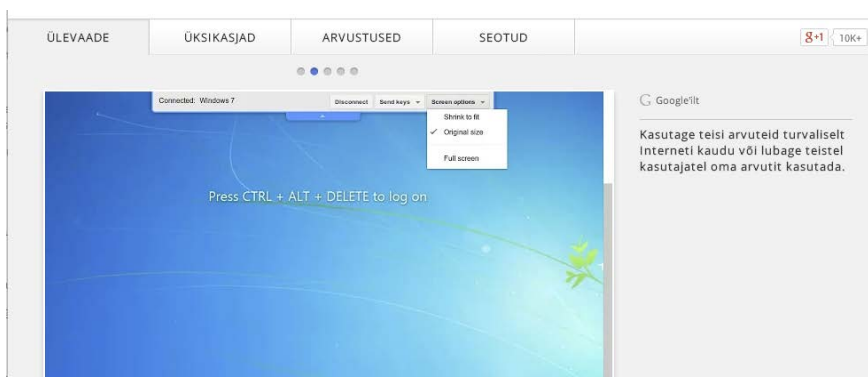 ÜLEVAADE ÜKSIKASJAD ARVUSTUSED SEOTUD g+1 10K+
Connected: Windows 7 Disconnect Send keys Screen options
Shrink to fit
✓ Original size
Full screen
Press CTRL + ALT + DELETE to log on
Google'ilt
Kasutage teisi arvuteid turvaliselt
Interneti kaudu või lubage teistel
kasutajatel oma arvutit kasutada.